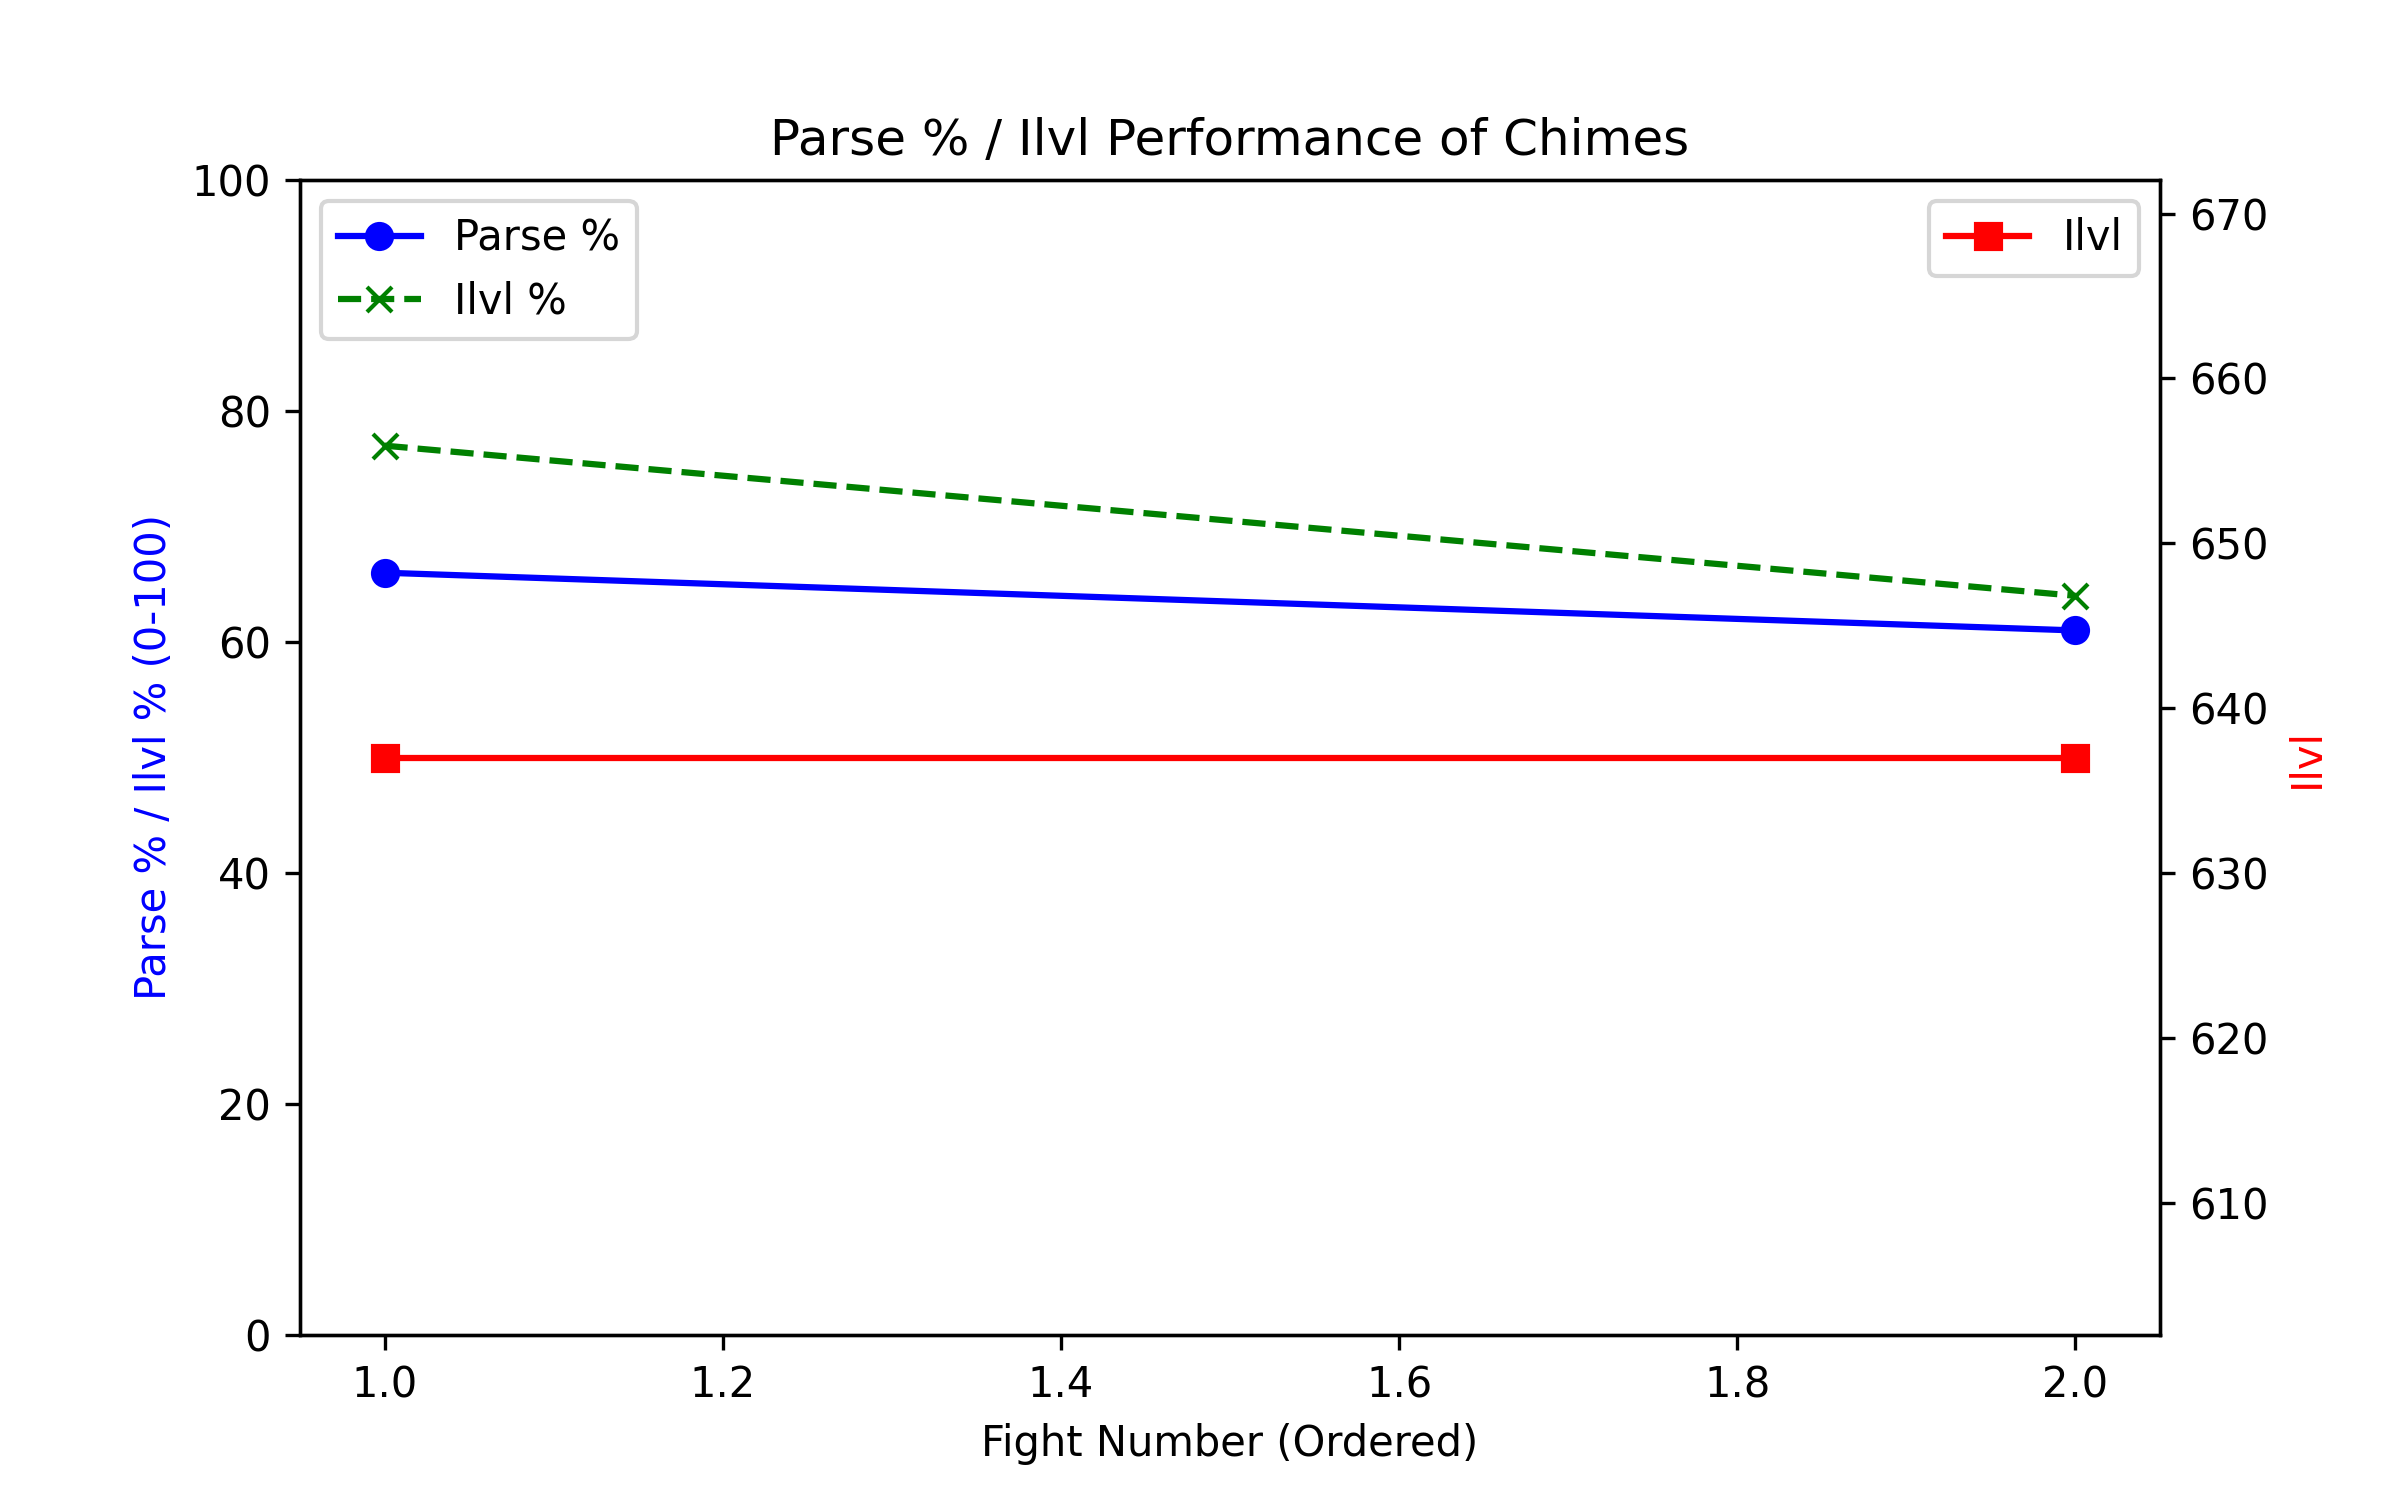 Parse % / Ilvl Performance of Chimes
Parse %
Ilvl %
Ilvl
Parse % / Ilvl % (0-100)
100
80
60
40
20
0
670
660
650
640
630
620
610
Ilvl
1.0 1.2 1.4 1.6 1.8 2.0
Fight Number (Ordered)